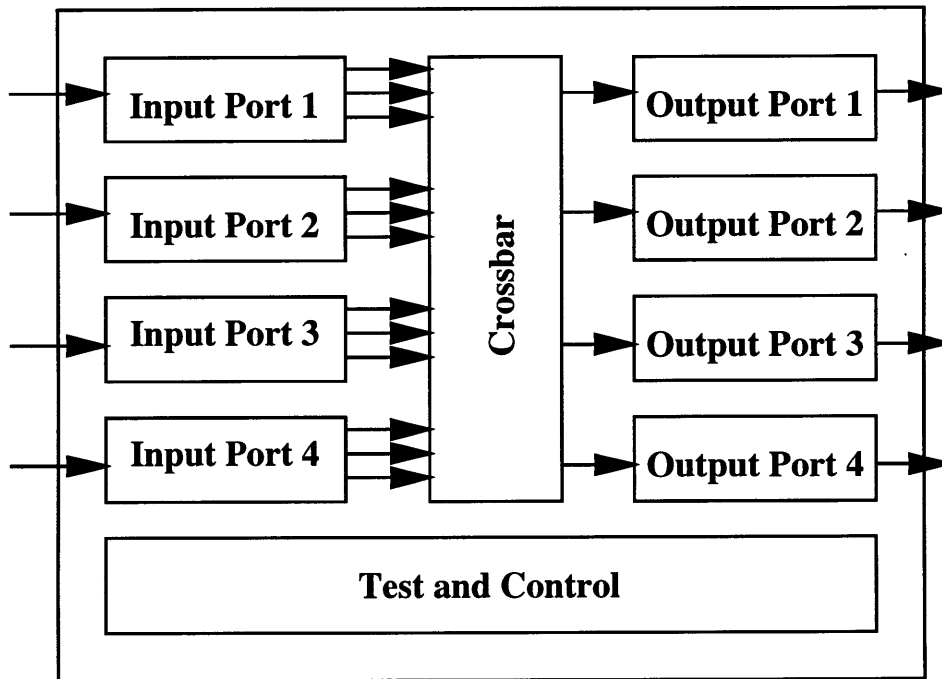 Input Port 1
Input Port 2
Input Port 3
Input Port 4
Crossbar
Output Port 1
Output Port 2
Output Port 3
Output Port 4
Test and Control